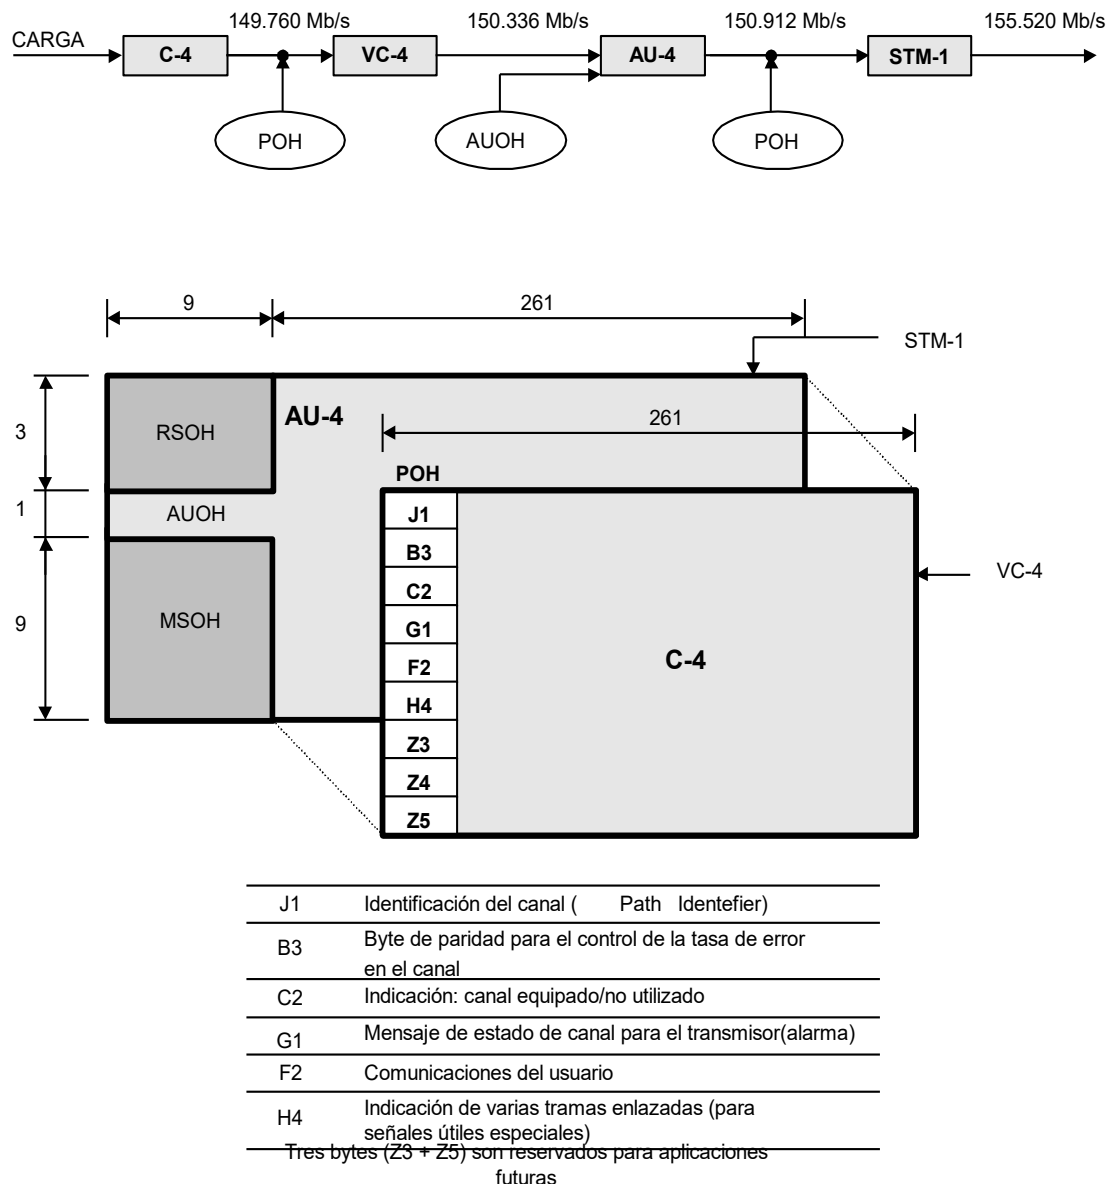 149.760 Mb/s
150.336 Mb/s
150.912 Mb/s
155.520 Mb/s
CARGA
C-4
VC-4
AU-4
STM-1
POH
AUOH
POH
9
261
STM-1
3
RSOH
AU-4
261
POH
1
AUOH
J1
B3
C2
G1
F2
H4
Z3
Z4
Z5
VC-4
9
MSOH
C-4
J1 Identificación del canal ( Path Identefier)
B3 Byte de paridad para el control de la tasa de error
en el canal
C2 Indicación: canal equipado/no utilizado
G1 Mensaje de estado de canal para el transmisor(alarma)
F2 Comunicaciones del usuario
H4 Indicación de varias tramas enlazadas (para
señales útiles especiales)
Tres bytes (Z3 + Z5) son reservados para aplicaciones
futuras